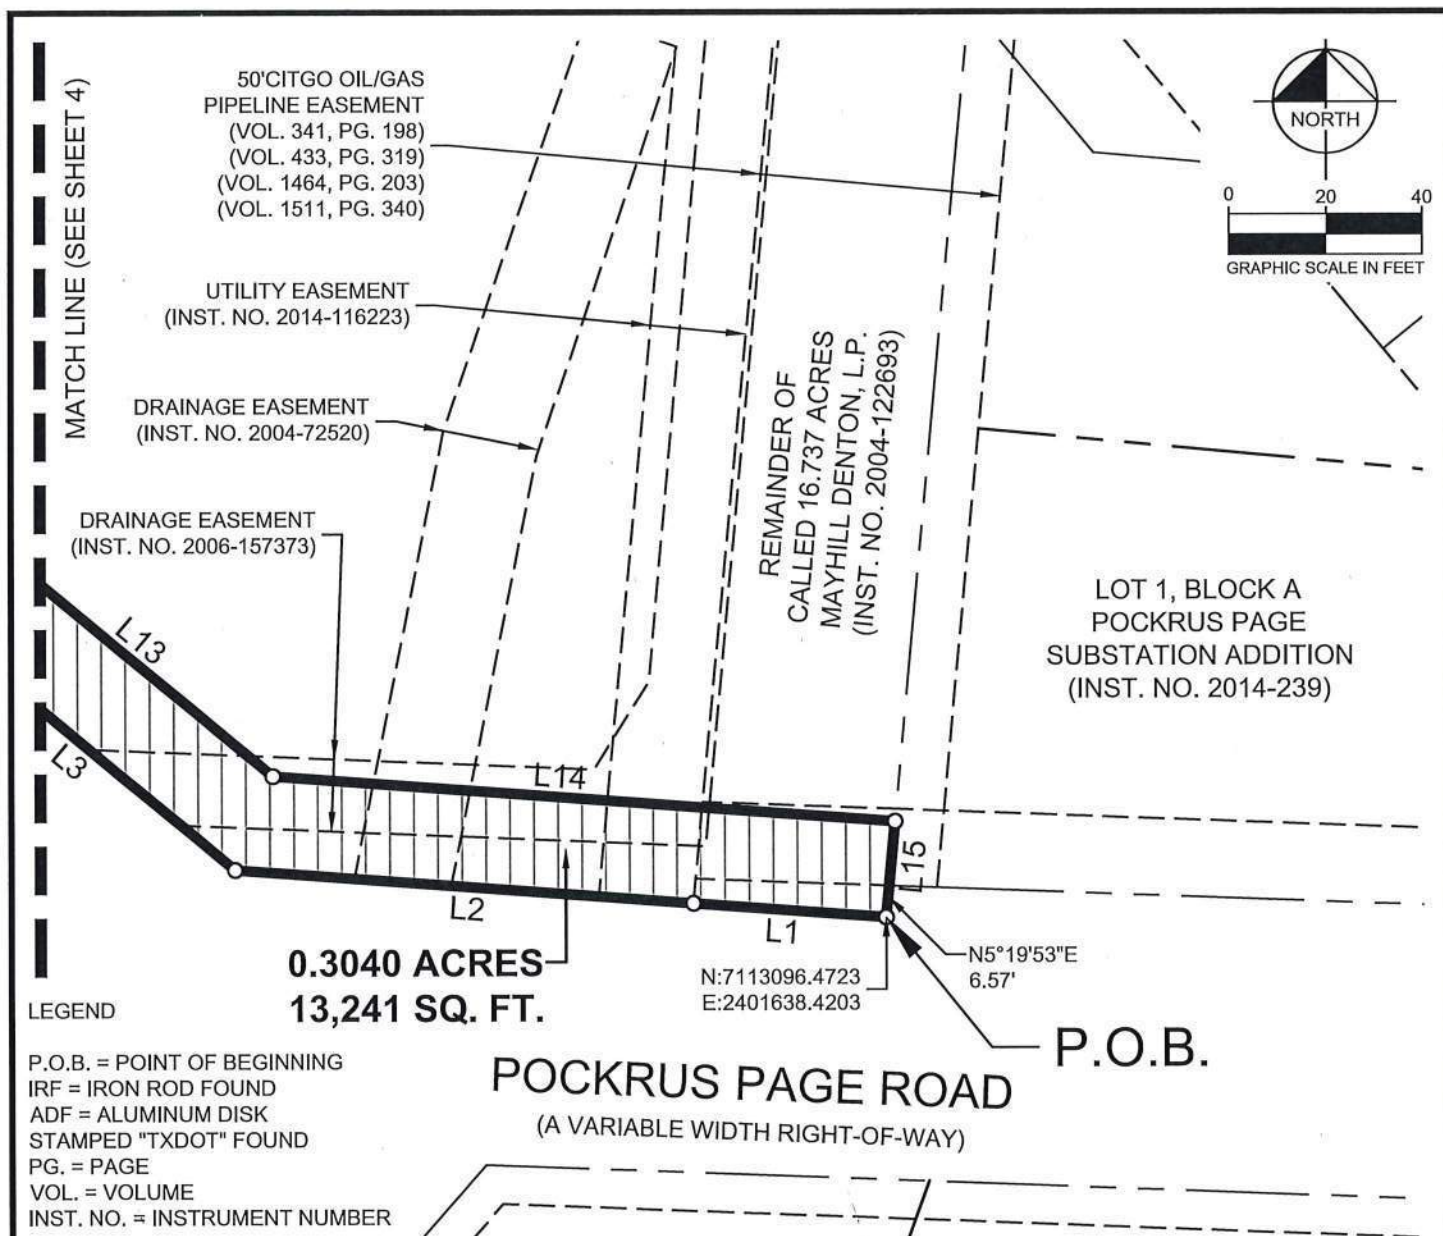 MATCH LINE (SEE SHEET 4)
50'CITGO OIL/GAS
PIPELINE EASEMENT
(VOL. 341, PG. 198)
(VOL. 433, PG. 319)
(VOL. 1464, PG. 203)
(VOL. 1511, PG. 340)
NORTH
0 20 40
GRAPHIC SCALE IN FEET
UTILITY EASEMENT
(INST. NO. 2014-116223)
DRAINAGE EASEMENT
(INST. NO. 2004-72520)
DRAINAGE EASEMENT
(INST. NO. 2006-157373)
REMAINDER OF
CALLED 16.737 ACRES
MAYHILL DENTON, L.P.
(INST. NO. 2004-122693)
LOT 1, BLOCK A
POCKRUS PAGE
SUBSTATION ADDITION
(INST. NO. 2014-239)
L13
L3
L14
L15
L2
L1
0.3040 ACRES
13,241 SQ. FT.
N:7113096.4723
E:2401638.4203
N5°19'53"E
6.57'
P.O.B.
POCKRUS PAGE ROAD
(A VARIABLE WIDTH RIGHT-OF-WAY)
LEGEND
P.O.B. = POINT OF BEGINNING
IRF = IRON ROD FOUND
ADF = ALUMINUM DISK
STAMPED "TXDOT" FOUND
PG. = PAGE
VOL. = VOLUME
INST. NO. = INSTRUMENT NUMBER